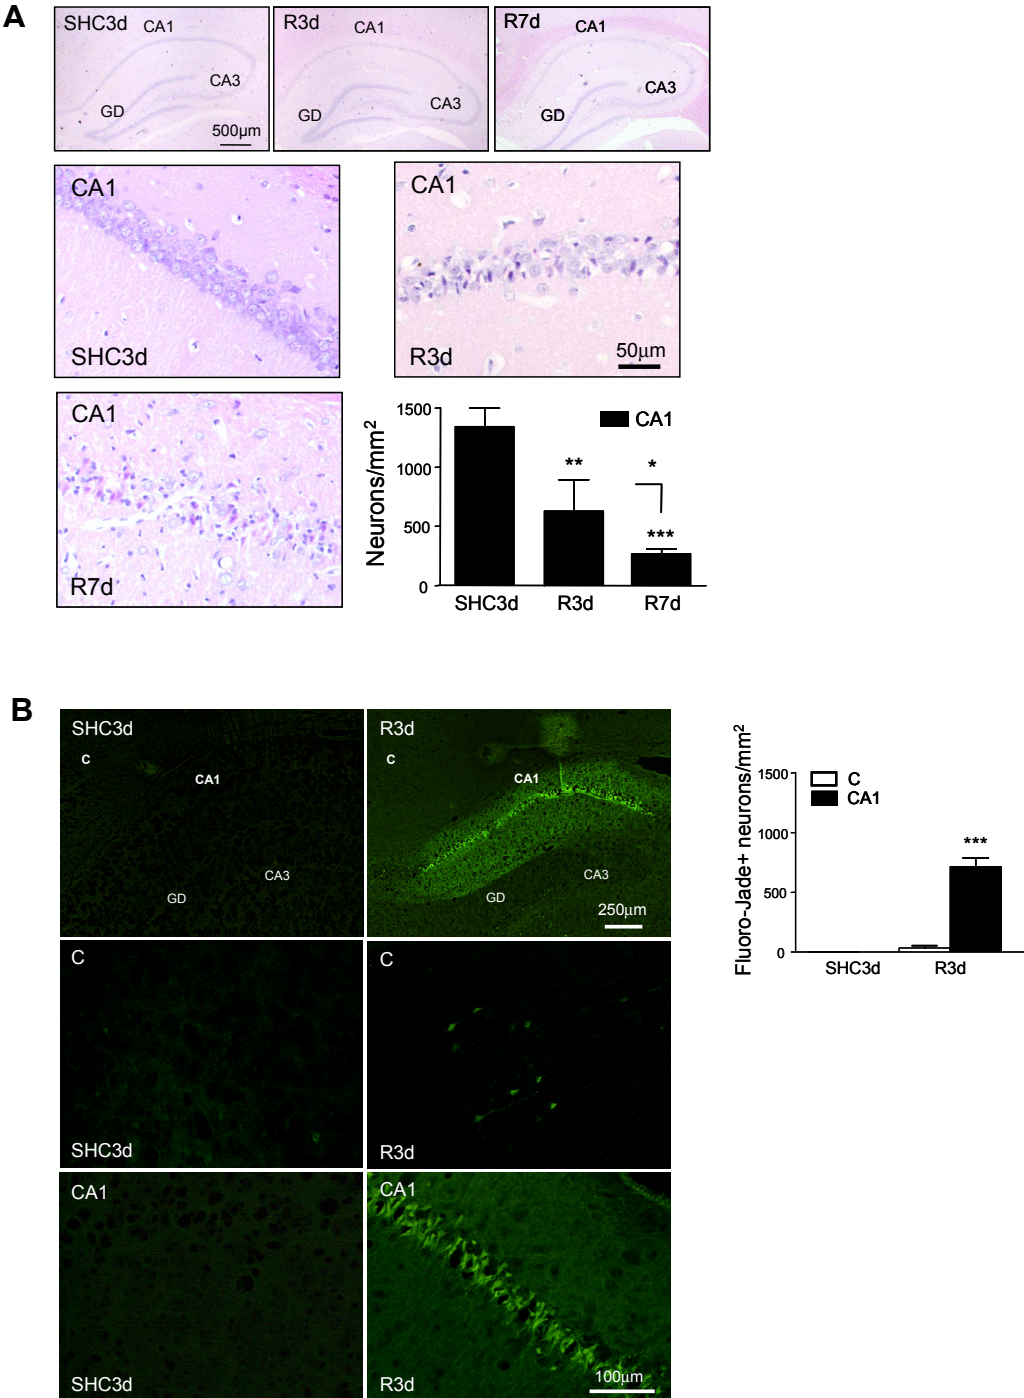 A
SHC3d CA1
CA3
GD
500µm
R3d CA1
CA3
GD
R7d CA1
CA3
GD
CA1
SHC3d
CA1
R3d
50µm
CA1
R7d
Neurons/mm²
1500
1000
500
0
CA1
**
*
***
SHC3d R3d R7d
B
SHC3d
C
CA1
CA3
GD
R3d
C
CA1
CA3
GD
250µm
C
SHC3d
C
R3d
CA1
SHC3d
CA1
R3d
100µm
Fluoro-Jade+ neurons/mm²
1500
1000
500
0
C
CA1
***
SHC3d R3d